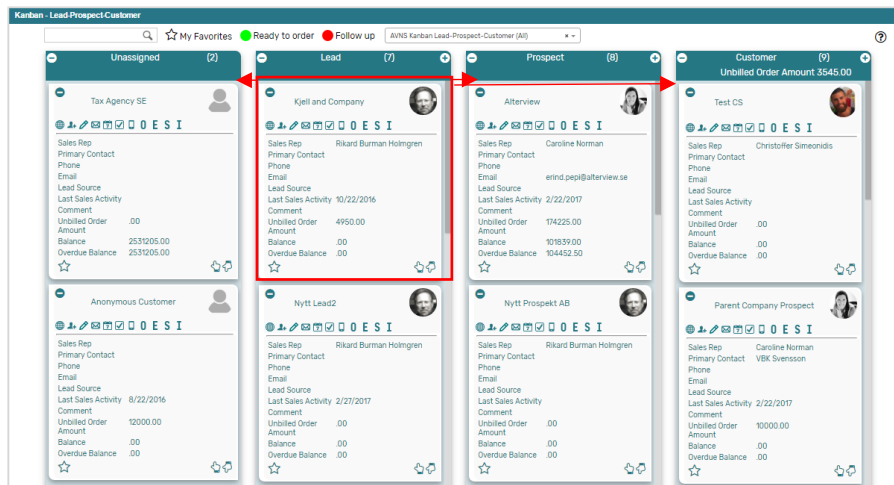 Kanban - Lead-Prospect-Customer
My Favorites Ready to order Follow up AVNS Kanban Lead-Prospect-Customer (All)
Unassigned (2)
Tax Agency SE
O E S I
Sales Rep
Primary Contact
Phone
Email
Lead Source
Last Sales Activity
Comment
Unbilled Order Amount .00
Balance 2531205.00
Overdue Balance 2531205.00
Anonymous Customer
O E S I
Sales Rep
Primary Contact
Phone
Email
Lead Source
Last Sales Activity 8/22/2016
Comment
Unbilled Order Amount 12000.00
Balance .00
Overdue Balance .00
Lead (7)
Kjell and Company
O E S I
Sales Rep Rikard Burman Holmgren
Primary Contact
Phone
Email
Lead Source
Last Sales Activity 10/22/2016
Comment
Unbilled Order Amount 4950.00
Balance .00
Overdue Balance .00
Nytt Lead2
O E S I
Sales Rep Rikard Burman Holmgren
Primary Contact
Phone
Email
Lead Source
Last Sales Activity 2/27/2017
Comment
Unbilled Order Amount .00
Balance .00
Overdue Balance .00
Prospect (8)
Alterview
O E S I
Sales Rep Caroline Norman
Primary Contact
Phone
Email erind.pepi@alterview.se
Lead Source
Last Sales Activity 2/22/2017
Comment
Unbilled Order Amount 174225.00
Balance 101839.00
Overdue Balance 104452.50
Nytt Prospekt AB
O E S I
Sales Rep Rikard Burman Holmgren
Primary Contact
Phone
Email
Lead Source
Last Sales Activity
Comment
Unbilled Order Amount .00
Balance .00
Overdue Balance .00
Customer (9)
Unbilled Order Amount 3545.00
Test CS
O E S I
Sales Rep Christoffer Simeonidis
Primary Contact
Phone
Email
Lead Source
Last Sales Activity
Comment
Unbilled Order Amount .00
Balance .00
Overdue Balance .00
Parent Company Prospect
O E S I
Sales Rep Caroline Norman
Primary Contact VBK Svensson
Phone
Email
Lead Source
Last Sales Activity 2/22/2017
Comment
Unbilled Order Amount 10000.00
Balance .00
Overdue Balance .00